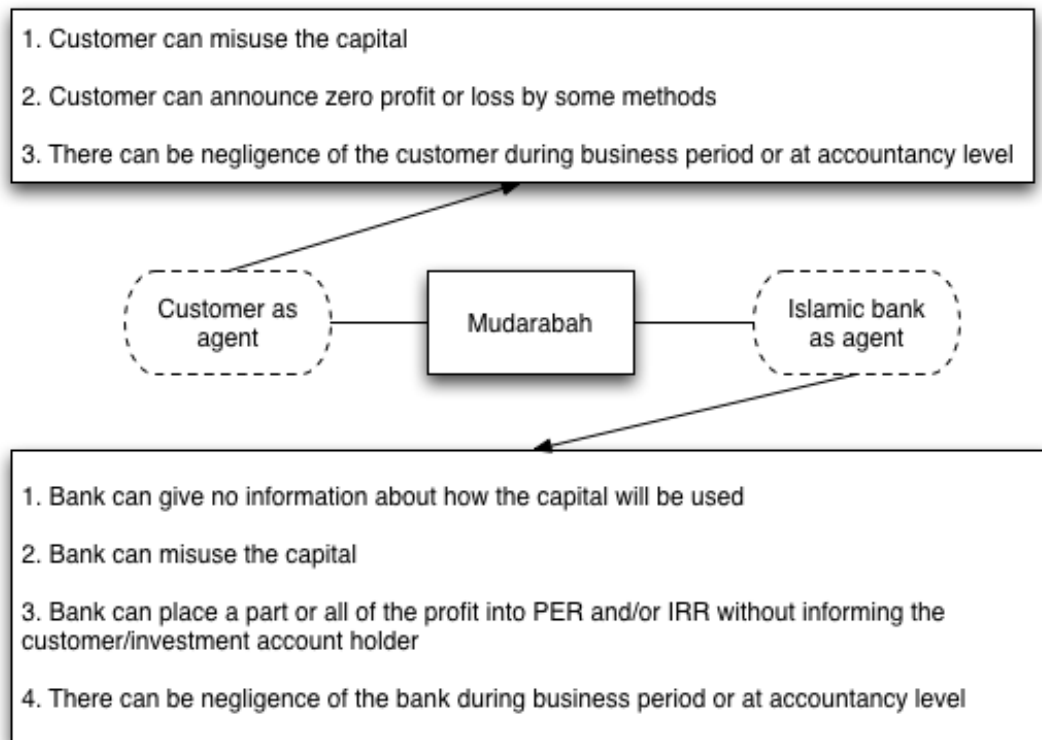 1. Customer can misuse the capital
2. Customer can announce zero profit or loss by some methods
3. There can be negligence of the customer during business period or at accountancy level
Customer as
agent
Mudarabah
Islamic bank
as agent
1. Bank can give no information about how the capital will be used
2. Bank can misuse the capital
3. Bank can place a part or all of the profit into PER and/or IRR without informing the
customer/investment account holder
4. There can be negligence of the bank during business period or at accountancy level